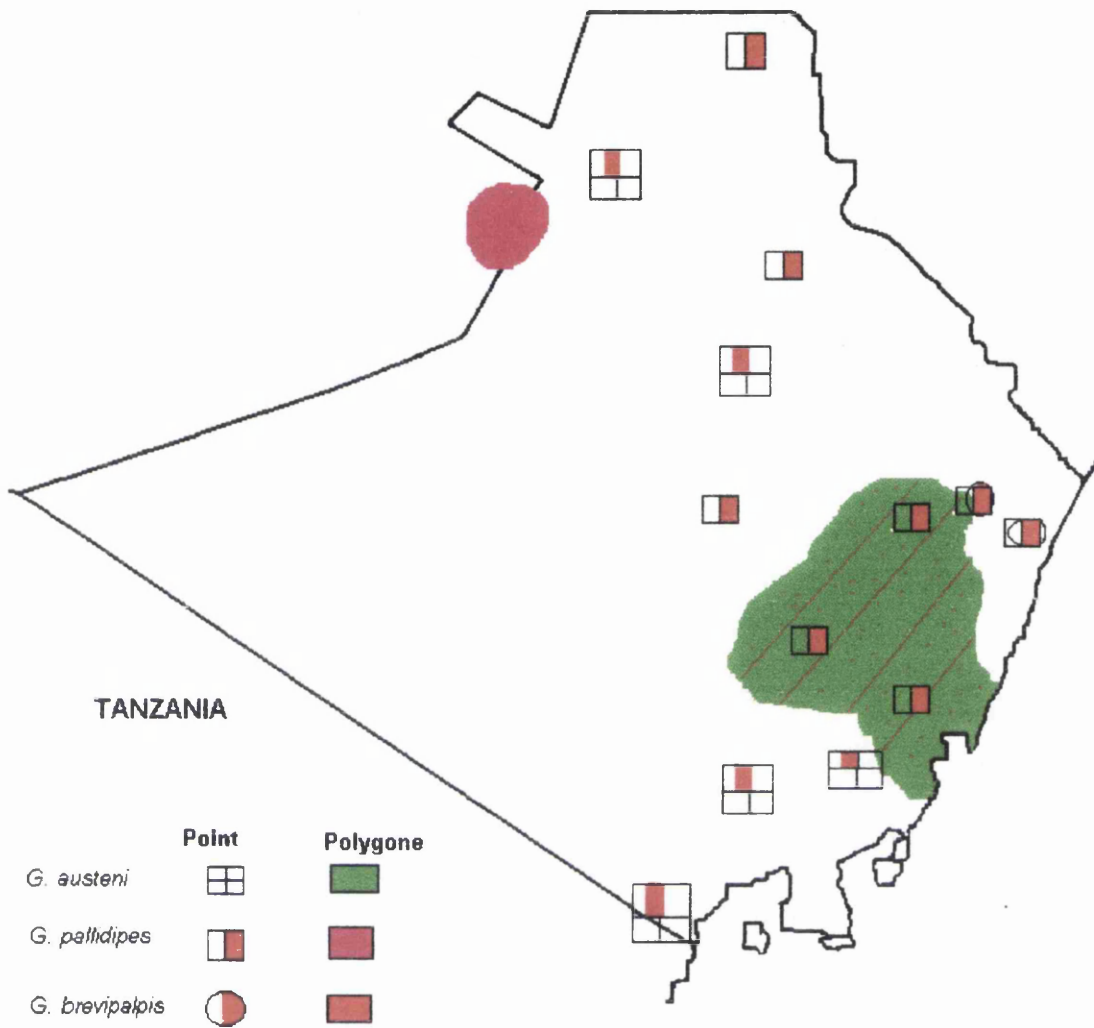 TANZANIA
Point Polygone
G. austeni
G. pallidipes
G. brevipalpis